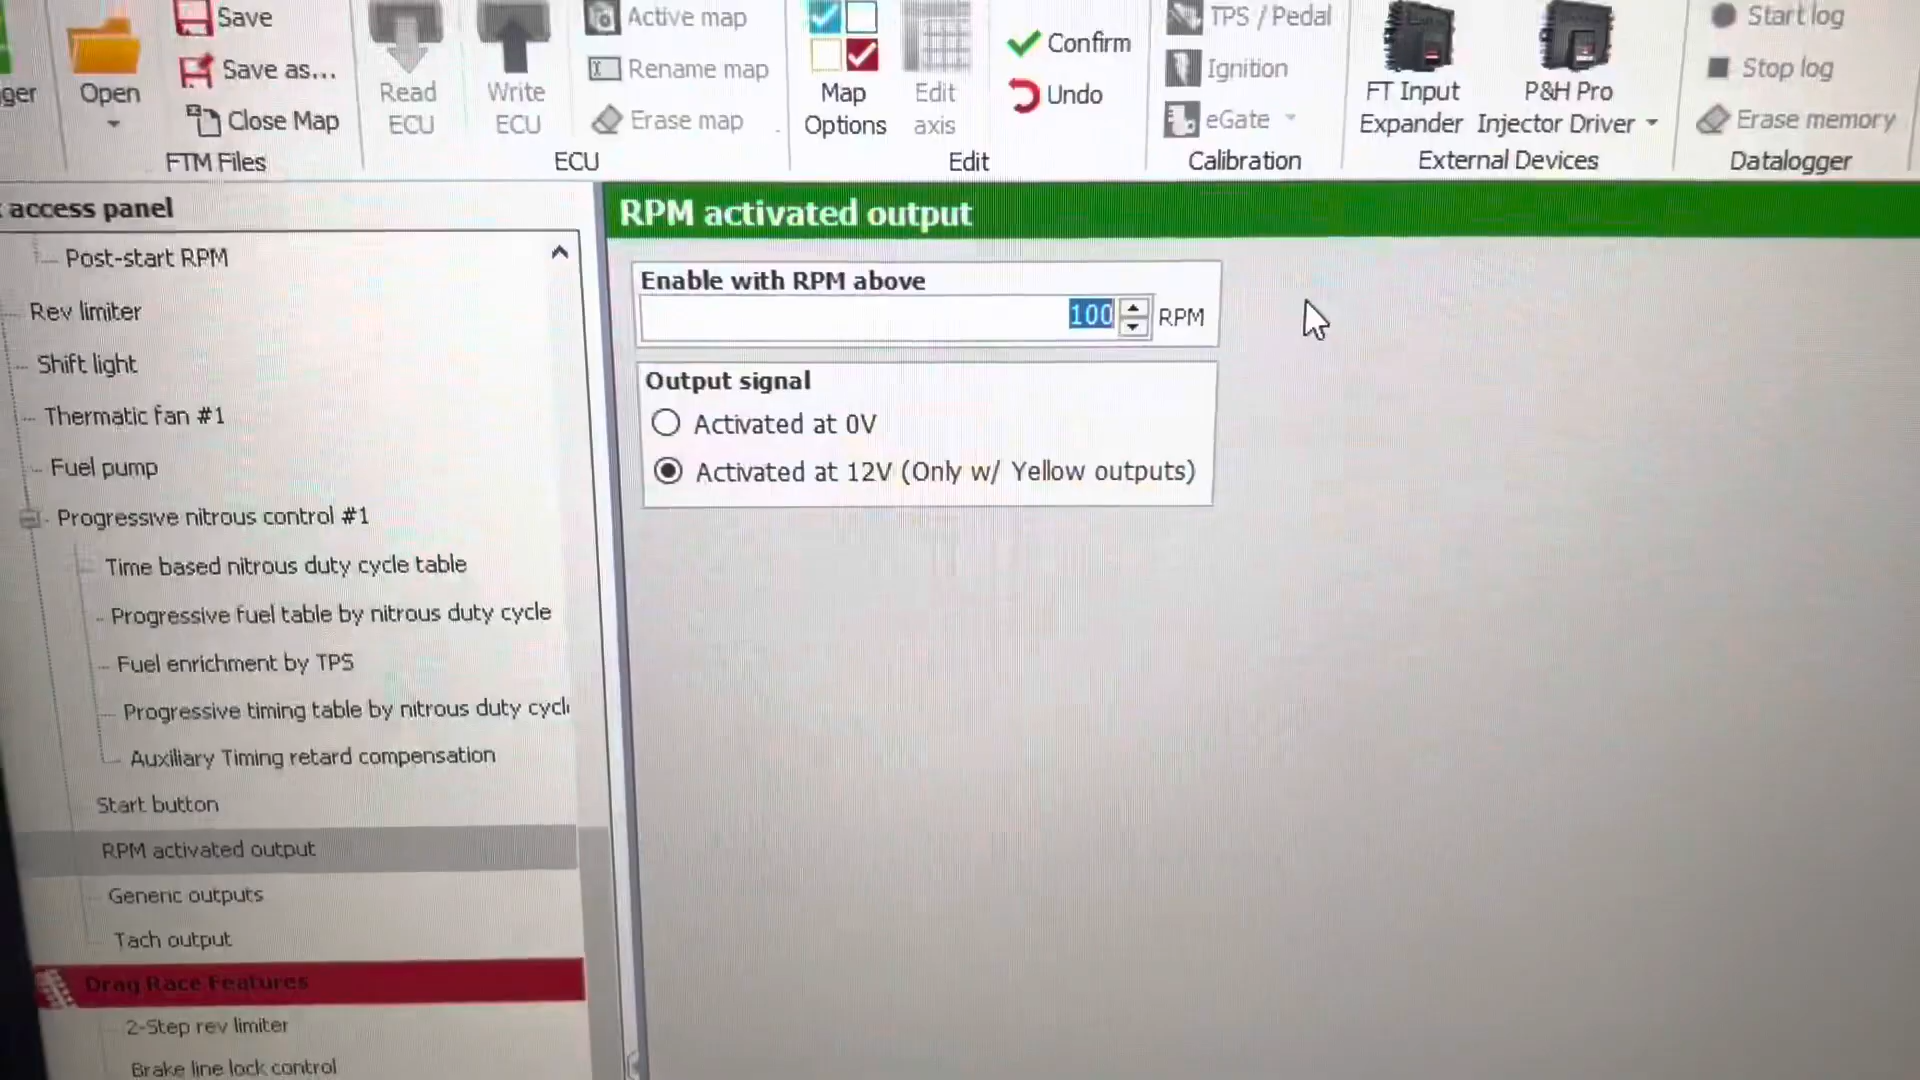 ger
Open
Save
Save as...
Close Map
FTM Files
Read
ECU
Write
ECU
Active map
Rename map
Erase map
ECU
Map
Options
Edit
axis
Confirm
Undo
Edit
TPS / Pedal
Ignition
eGate
Calibration
FT Input
Expander
P&H Pro
Injector Driver
External Devices
Start log
Stop log
Erase memory
Datalogger
access panel
Post-start RPM
Rev limiter
Shift light
Thermatic fan #1
Fuel pump
Progressive nitrous control #1
Time based nitrous duty cycle table
Progressive fuel table by nitrous duty cycle
Fuel enrichment by TPS
Progressive timing table by nitrous duty cycl
Auxiliary Timing retard compensation
Start button
RPM activated output
Generic outputs
Tach output
Drag Race Features
2-Step rev limiter
Brake line lock control
RPM activated output
Enable with RPM above
100 RPM
Output signal
Activated at 0V
Activated at 12V (Only w/ Yellow outputs)